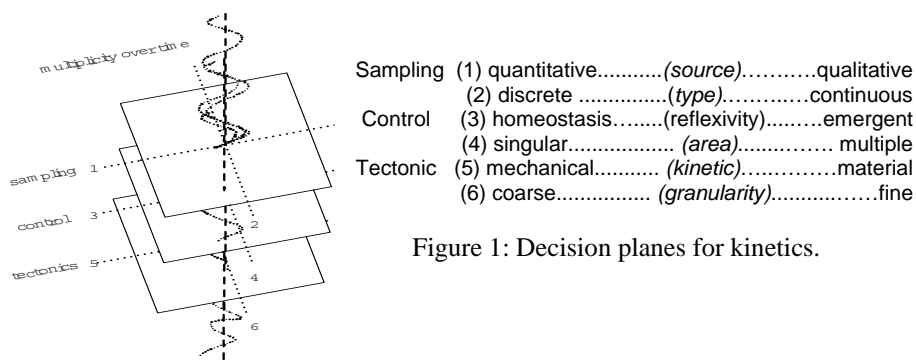 multiplicity over time
sampling 1
control 3
tectonics 5
2
4
6
Sampling (1) quantitative...........(source)…….…..qualitative
(2) discrete ..............(type)..…….…continuous
Control (3) homeostasis……(reflexivity)...……emergent
(4) singular.................. (area)......……. multiple
Tectonic (5) mechanical........... (kinetic)…..………material
(6) coarse................. (granularity)............……fine
Figure 1: Decision planes for kinetics.